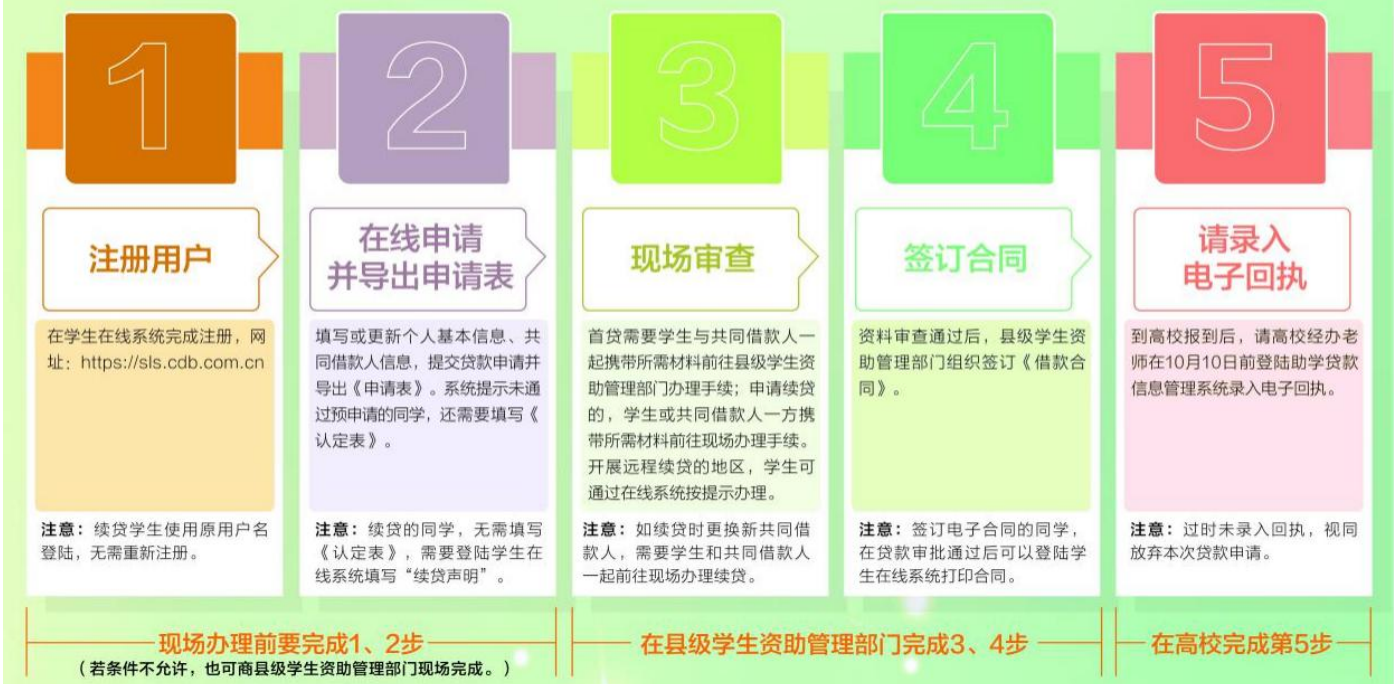 1
注册用户
在学生在线系统完成注册，网
址：https://sls.cdb.com.cn
注意：续贷学生使用原用户名
登陆，无需重新注册。
2
在线申请
并导出申请表
填写或更新个人基本信息、共
同借款人信息，提交贷款申请并
导出《申请表》。系统提示未通
过预申请的同学，还需要填写《
认定表》。
注意：续贷的同学，无需填写
《认定表》，需要登陆学生在
线系统填写“续贷声明”。
3
现场审查
首贷需要学生与共同借款人一
起携带所需材料前往县级学生资
助管理部门办理手续；申请续贷
的，学生或共同借款人一方携
带所需材料前往现场办理手续。
开展远程续贷的地区，学生可
通过在线系统按提示办理。
注意：如续贷时更换新共同借
款人，需要学生和共同借款人
一起前往现场办理续贷。
4
签订合同
资料审查通过后，县级学生资
助管理部门组织签订《借款合
同》。
注意：签订电子合同的同学，
在贷款审批通过后可以登陆学
生在线系统打印合同。
5
请录入
电子回执
到高校报到后，请高校经办老
师在10月10日前登陆助学贷款
信息管理系统录入电子回执。
注意：过时未录入回执，视同
放弃本次贷款申请。
现场办理前要完成1、2步
（若条件不允许，也可商县级学生资助管理部门现场完成。）
在县级学生资助管理部门完成3、4步
在高校完成第5步